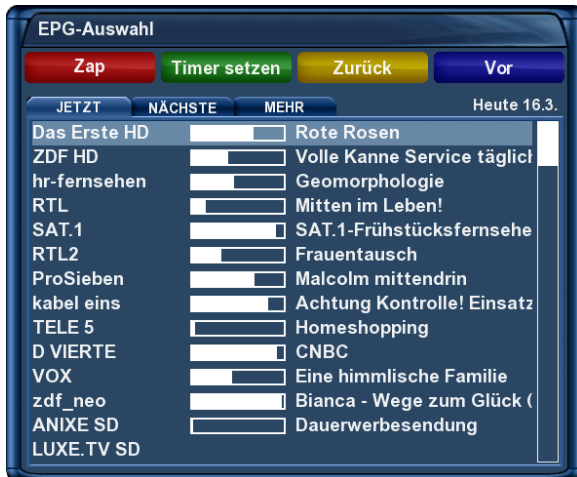 EPG-Auswahl
Zap Timer setzen Zurück Vor
JETZT NÄCHSTE MEHR Heute 16.3.
Das Erste HD Rote Rosen
ZDF HD Volle Kanne Service täglich
hr-fernsehen Geomorphologie
RTL Mitten im Leben!
SAT.1 SAT.1-Frühstücksfernsehe
RTL2 Frauentausch
ProSieben Malcolm mittendrin
kabel eins Achtung Kontrolle! Einsatz
TELE 5 Homeshopping
D VIERTE CNBC
VOX Eine himmlische Familie
zdf_neo Bianca - Wege zum Glück (
ANIXE SD Dauerwerbesendung
LUXE.TV SD